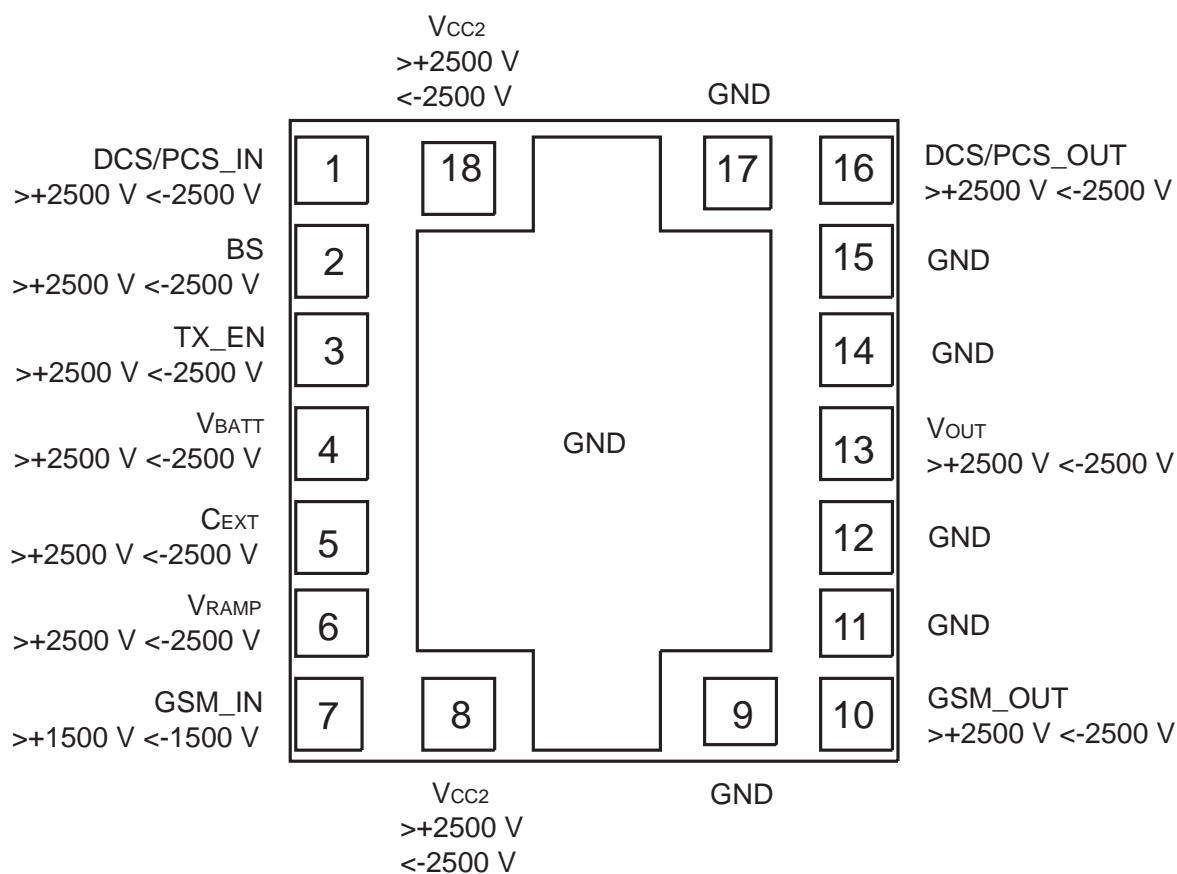 VCC2
>+2500 V
<-2500 V
GND
DCS/PCS_IN
>+2500 V <-2500 V
1
18
17
16
DCS/PCS_OUT
>+2500 V <-2500 V
BS
>+2500 V <-2500 V
2
15
GND
TX_EN
>+2500 V <-2500 V
3
14
GND
VBATT
>+2500 V <-2500 V
4
GND
13
VOUT
>+2500 V <-2500 V
CEXT
>+2500 V <-2500 V
5
12
GND
VRAMP
>+2500 V <-2500 V
6
11
GND
GSM_IN
>+1500 V <-1500 V
7
8
9
10
GSM_OUT
>+2500 V <-2500 V
VCC2
>+2500 V
<-2500 V
GND